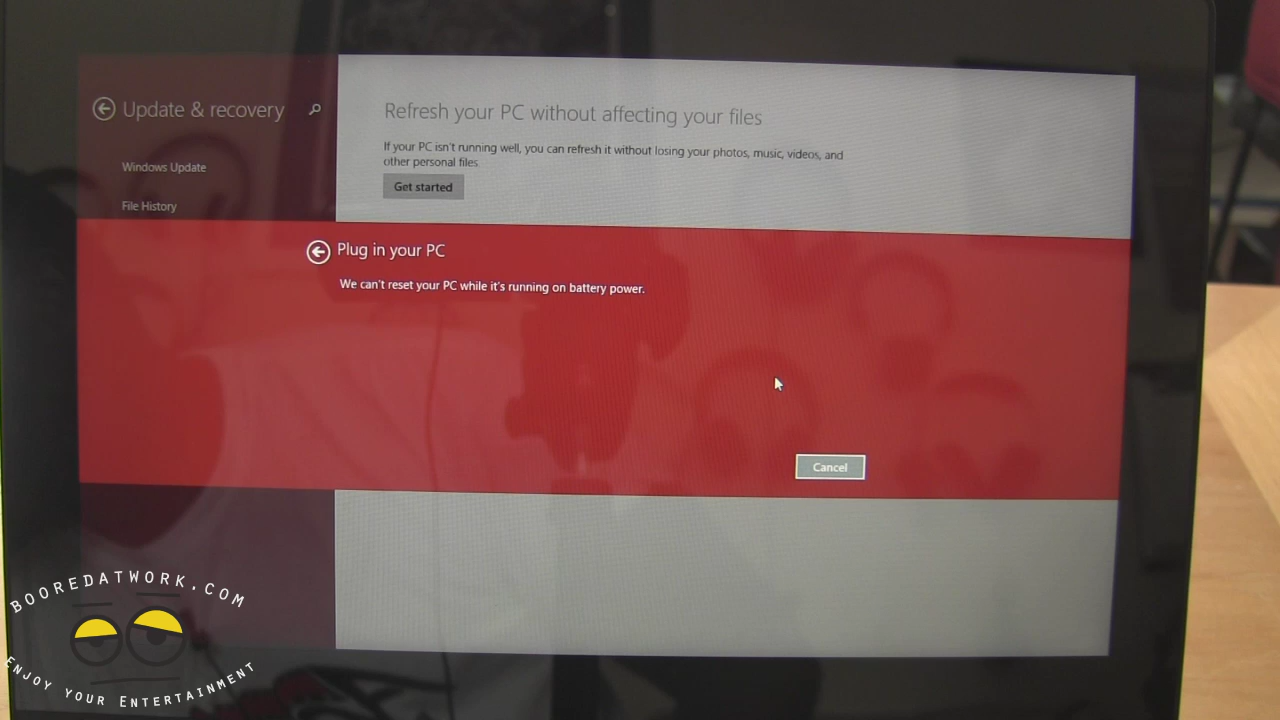 Update & recovery
Windows Update
File History
Refresh your PC without affecting your files
If your PC isn't running well, you can refresh it without losing your photos, music, videos, and
other personal files.
Get started
Plug in your PC
We can't reset your PC while it's running on battery power.
Cancel
BOOREDATWORK.COM
ENJOY YOUR ENTERTAINMENT